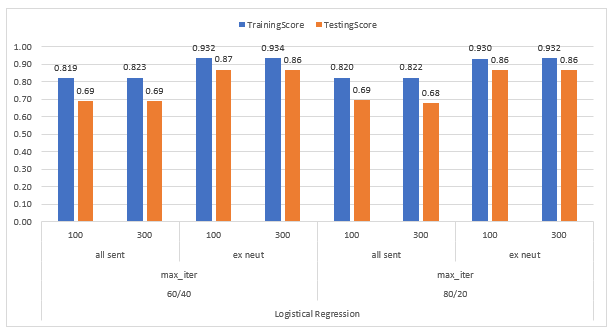 TrainingScore TestingScore
1.00
0.90
0.80
0.70
0.60
0.50
0.40
0.30
0.20
0.10
0.00
0.819 0.69 0.823 0.69 0.932 0.87 0.934 0.86 0.820 0.69 0.822 0.68 0.930 0.86 0.932 0.86
100 300 100 300 100 300 100 300
all sent ex neut all sent ex neut
max_iter max_iter
60/40 80/20
Logistical Regression